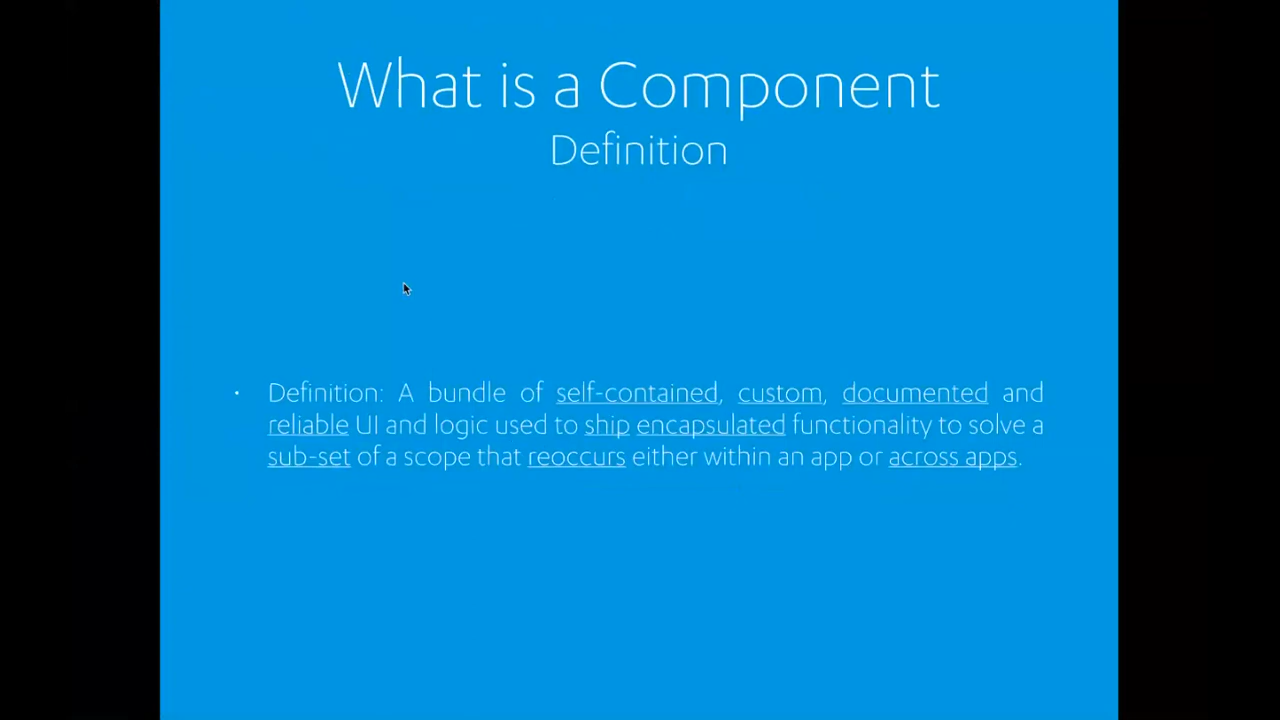 What is a Component
Definition
• Definition: A bundle of self-contained, custom, documented and
reliable UI and logic used to ship encapsulated functionality to solve a
sub-set of a scope that reoccurs either within an app or across apps.